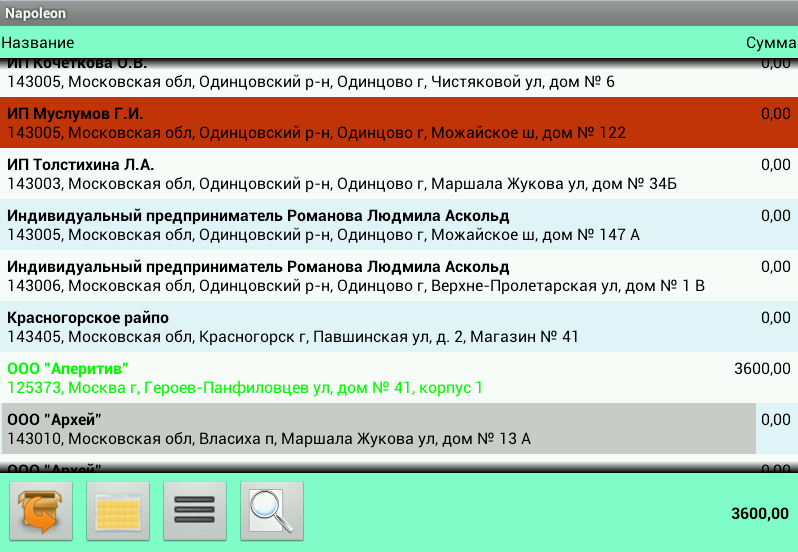 Napoleon
Название Сумма
ИП Кочеткова О.В. 0,00
143005, Московская обл, Одинцовский р-н, Одинцово г, Чистяковой ул, дом № 6
ИП Муслумов Г.И. 0,00
143005, Московская обл, Одинцовский р-н, Одинцово г, Можайское ш, дом № 122
ИП Толстихина Л.А. 0,00
143003, Московская обл, Одинцовский р-н, Одинцово г, Маршала Жукова ул, дом № 34Б
Индивидуальный предприниматель Романова Людмила Аскольд 0,00
143005, Московская обл, Одинцовский р-н, Одинцово г, Можайское ш, дом № 147 А
Индивидуальный предприниматель Романова Людмила Аскольд 0,00
143006, Московская обл, Одинцовский р-н, Одинцово г, Верхне-Пролетарская ул, дом № 1 В
Красногорское райпо 0,00
143405, Московская обл, Красногорск г, Павшинская ул, д. 2, Магазин № 41
ООО "Аперитив" 3600,00
125373, Москва г, Героев-Панфиловцев ул, дом № 41, корпус 1
ООО "Архей" 0,00
143010, Московская обл, Власиха п, Маршала Жукова ул, дом № 13 А
ООО "Архей" 0,00
3600,00